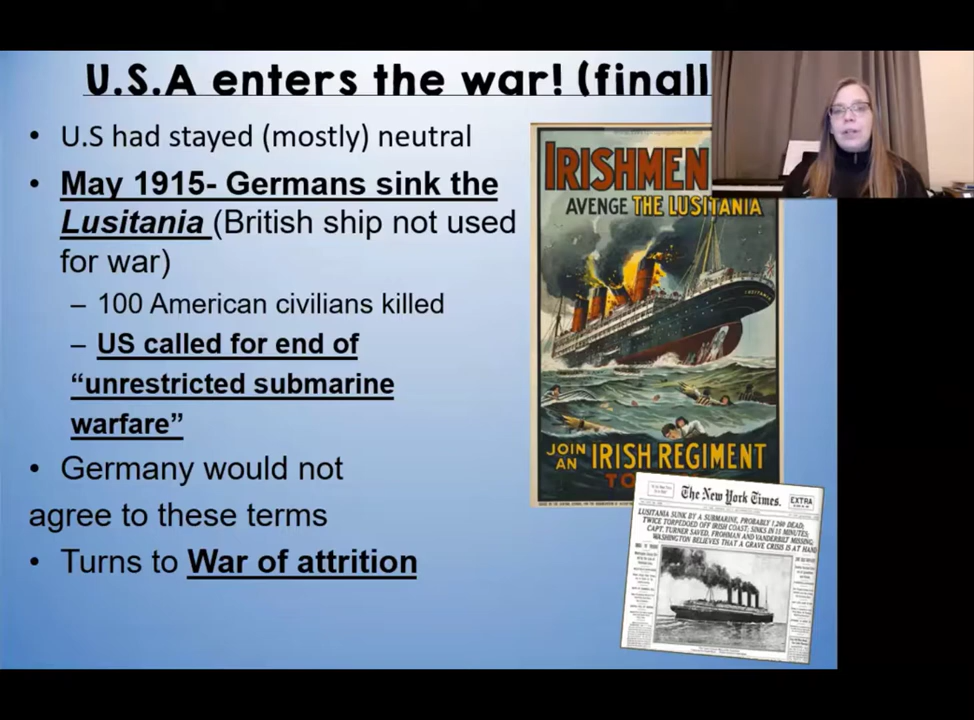 U.S.A enters the war! (finall
• U.S had stayed (mostly) neutral
• May 1915- Germans sink the
Lusitania (British ship not used
for war)
– 100 American civilians killed
– US called for end of
“unrestricted submarine
warfare”
• Germany would not
agree to these terms
• Turns to War of attrition
IRISHMEN
AVENGE THE LUSITANIA
JOIN
AN IRISH REGIMENT
TO
The New York Times.
EXTRA
LUSITANIA SUNK BY A SUBMARINE, PROBABLY 1,260 DEAD;
TWICE TORPEDOED OFF IRISH COAST; SINKS IN 15 MINUTES;
CAPT. TURNER SAVED, FROHMAN AND VANDERBILT MISSING;
WASHINGTON BELIEVES THAT A GRAVE CRISIS IS AT HAND